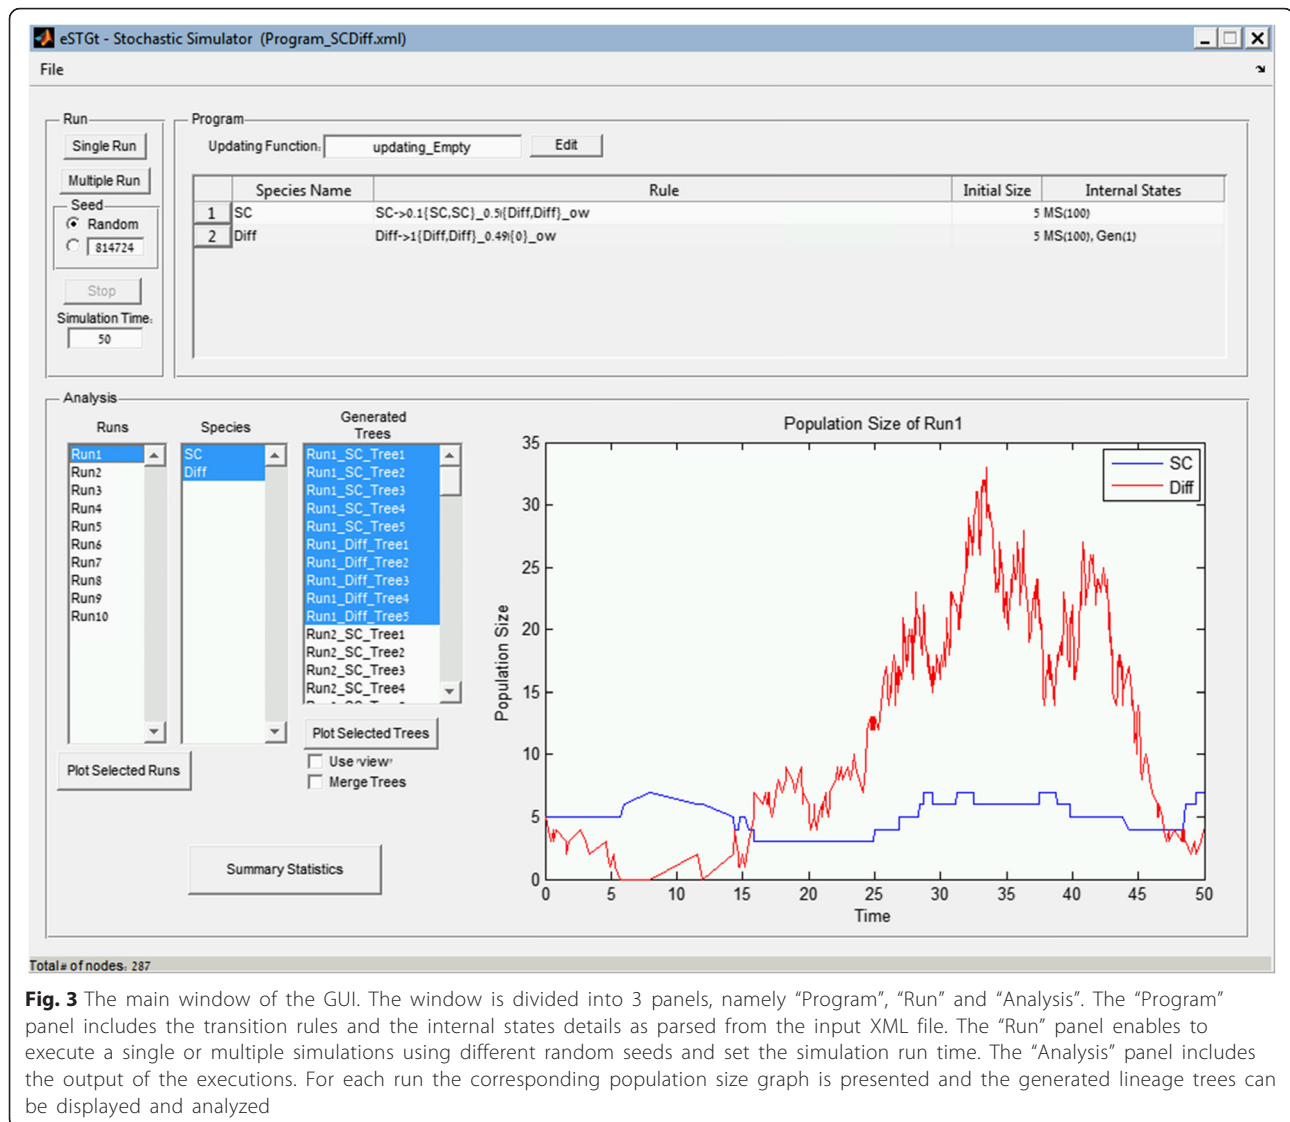 eSTGt - Stochastic Simulator (Program_SCDiff.xml)
File
Run
Single Run
Multiple Run
Seed
Random
814724
Stop
Simulation Time:
50
Program
Updating Function:
updating_Empty
Edit
Species Name Rule Initial Size Internal States
1 SC SC->0.1{SC,SC}_0.5|{Diff,Diff}_ow 5 MS(100)
2 Diff Diff->1{Diff,Diff}_0.49|{0}_ow 5 MS(100), Gen(1)
Analysis
Runs
Run1
Run2
Run3
Run4
Run5
Run6
Run7
Run8
Run9
Run10
Plot Selected Runs
Species
SC
Diff
Generated
Trees
Run1_SC_Tree1
Run1_SC_Tree2
Run1_SC_Tree3
Run1_SC_Tree4
Run1_SC_Tree5
Run1_Diff_Tree1
Run1_Diff_Tree2
Run1_Diff_Tree3
Run1_Diff_Tree4
Run1_Diff_Tree5
Run2_SC_Tree1
Run2_SC_Tree2
Run2_SC_Tree3
Run2_SC_Tree4
Plot Selected Trees
Use 'view'
Merge Trees
Summary Statistics
Population Size of Run1
SC
Diff
Population Size
35
30
25
20
15
10
5
0
0 5 10 15 20 25 30 35 40 45 50
Time
Total # of nodes: 287
Fig. 3 The main window of the GUI. The window is divided into 3 panels, namely “Program”, “Run” and “Analysis”. The “Program”
panel includes the transition rules and the internal states details as parsed from the input XML file. The “Run” panel enables to
execute a single or multiple simulations using different random seeds and set the simulation run time. The “Analysis” panel includes
the output of the executions. For each run the corresponding population size graph is presented and the generated lineage trees can
be displayed and analyzed